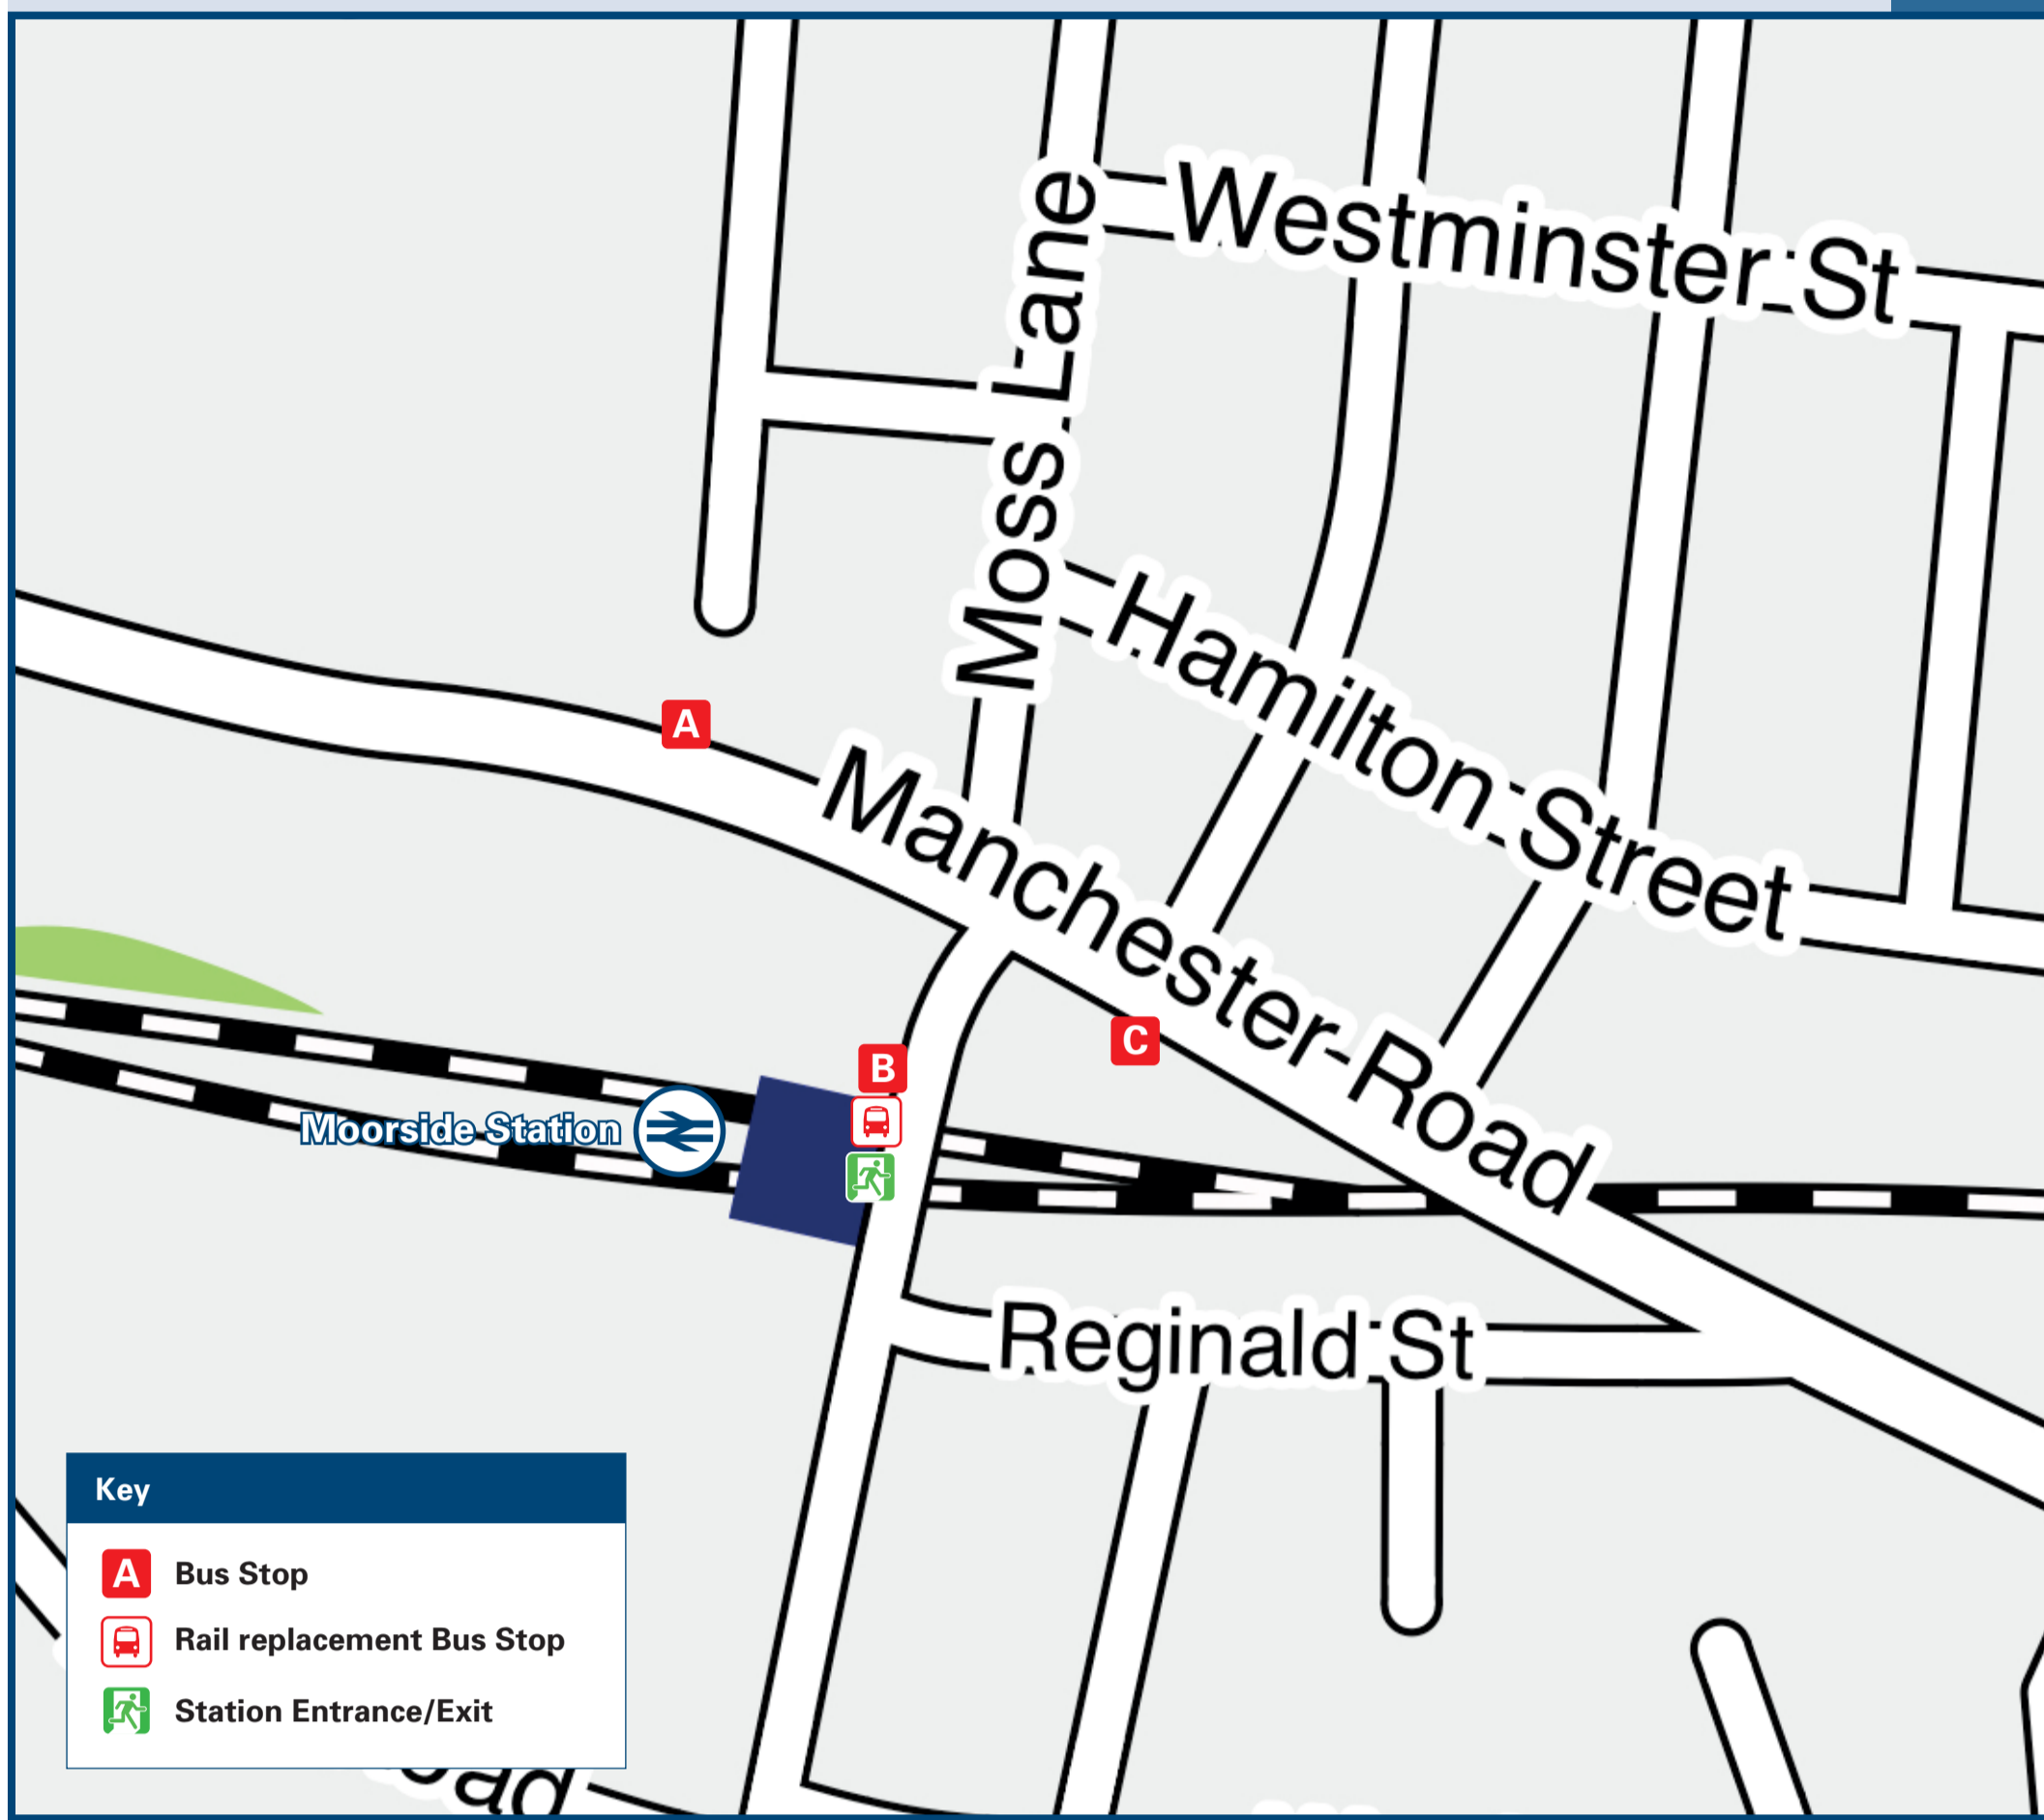 Westminster St
Moss Lane
Hamilton Street
A
Manchester Road
C
B
Moorside Station
Reginald St
Key
A Bus Stop
Rail replacement Bus Stop
Station Entrance/Exit